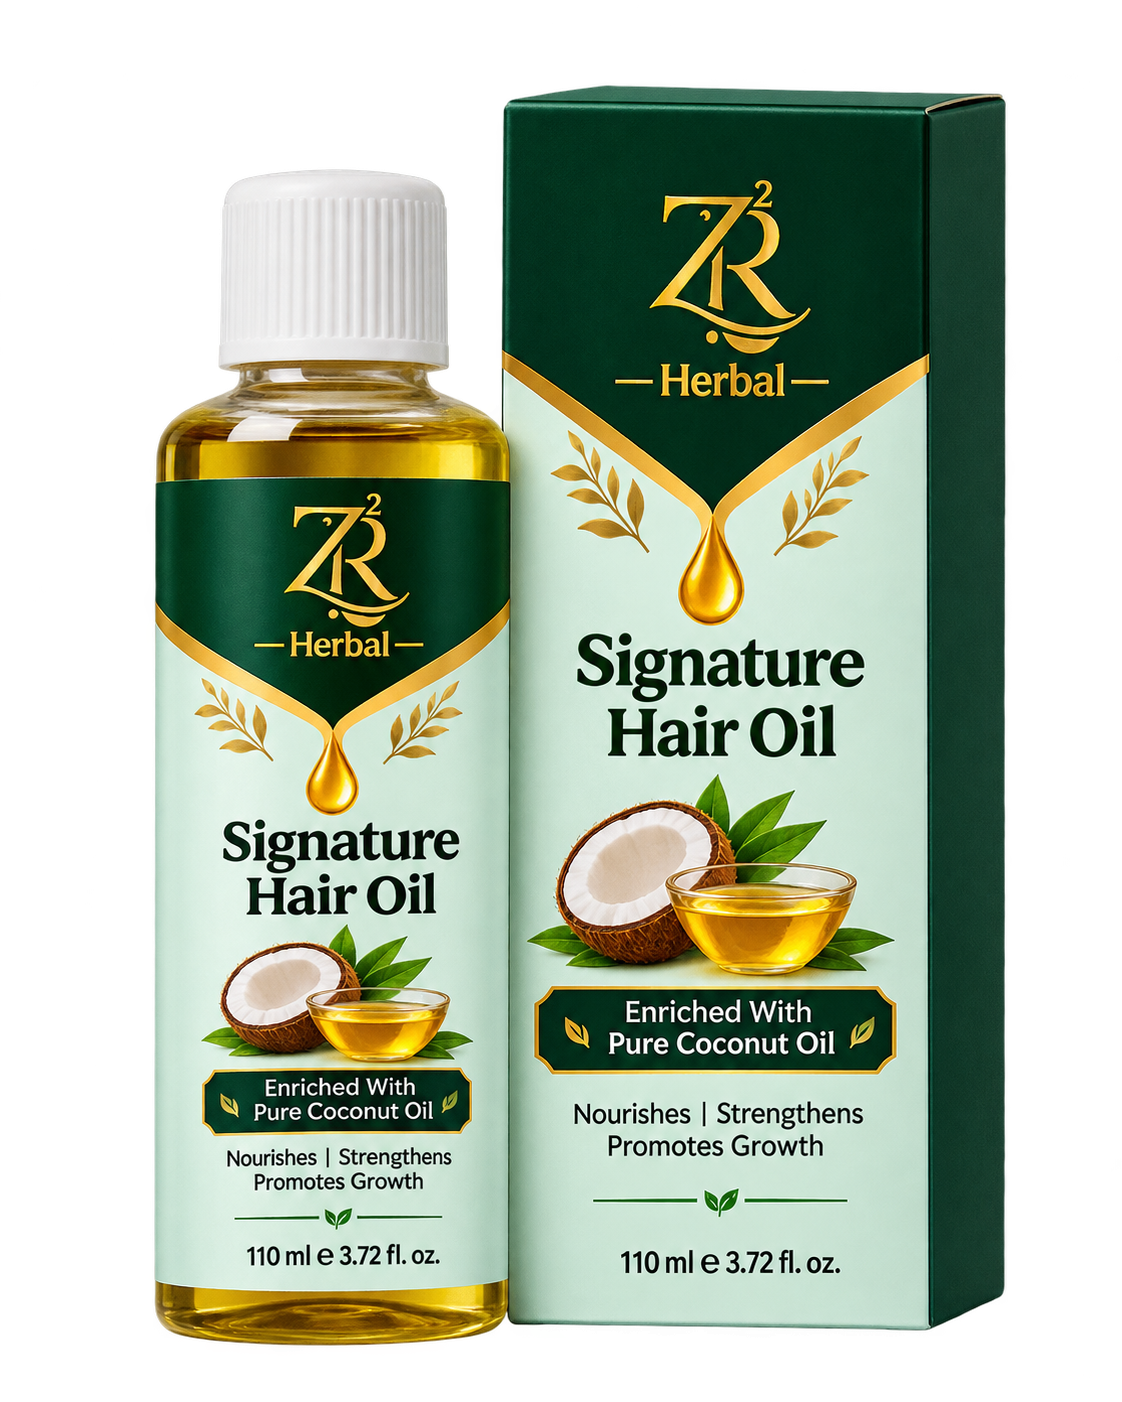 ZR²
Herbal
Signature
Hair Oil
Enriched With
Pure Coconut Oil
Nourishes | Strengthens
Promotes Growth
110 ml e 3.72 fl. oz.
ZR²
Herbal
Signature
Hair Oil
Enriched With
Pure Coconut Oil
Nourishes | Strengthens
Promotes Growth
110 ml e 3.72 fl. oz.